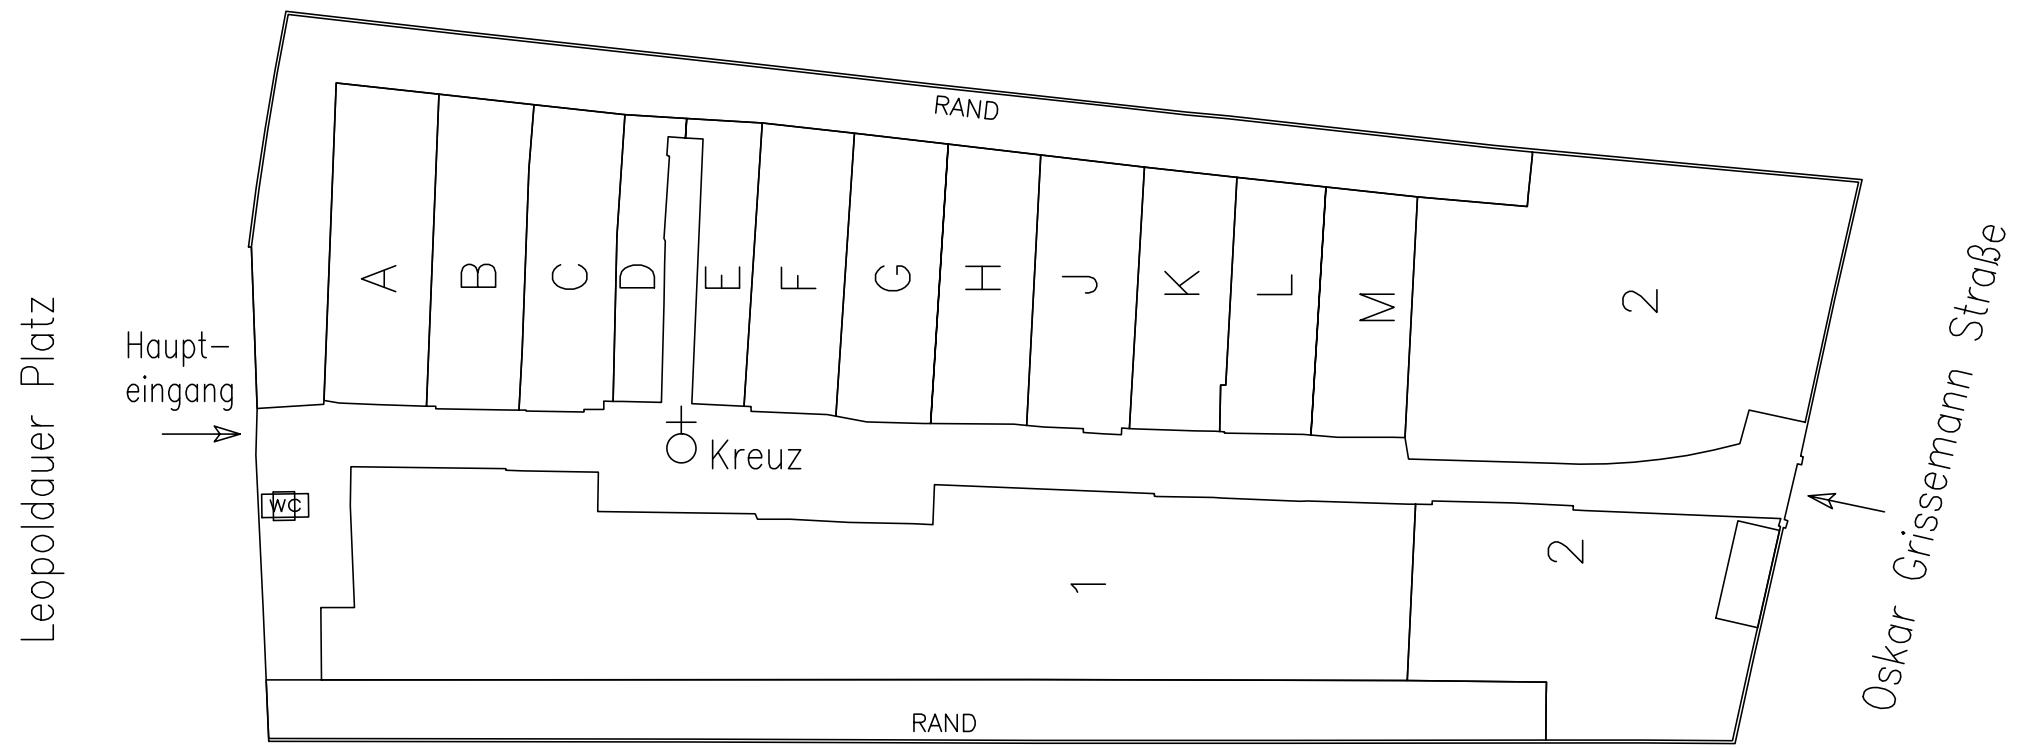 RAND
A
B
C
D
E
F
G
H
J
K
L
M
2
Leopoldauer Platz
Haupt-
eingang
Kreuz
WC
1
2
Oskar Grissemann Straße
RAND